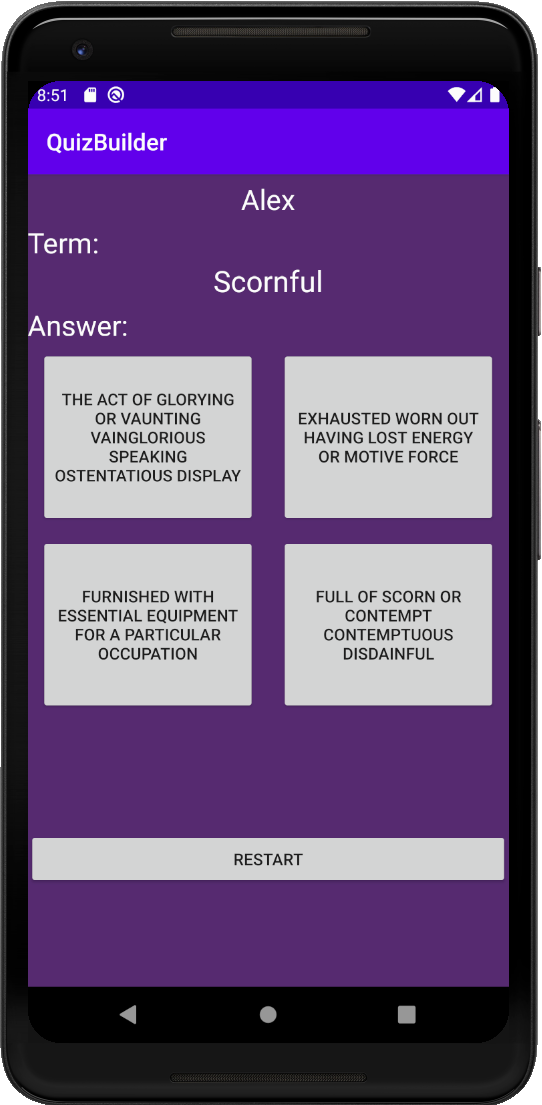 8:51
QuizBuilder
Alex
Term:
Scornful
Answer:
THE ACT OF GLORYING
OR VAUNTING
VAINGLORIOUS
SPEAKING
OSTENTATIOUS DISPLAY
EXHAUSTED WORN OUT
HAVING LOST ENERGY
OR MOTIVE FORCE
FURNISHED WITH
ESSENTIAL EQUIPMENT
FOR A PARTICULAR
OCCUPATION
FULL OF SCORN OR
CONTEMPT
CONTEMPTUOUS
DISDAINFUL
RESTART